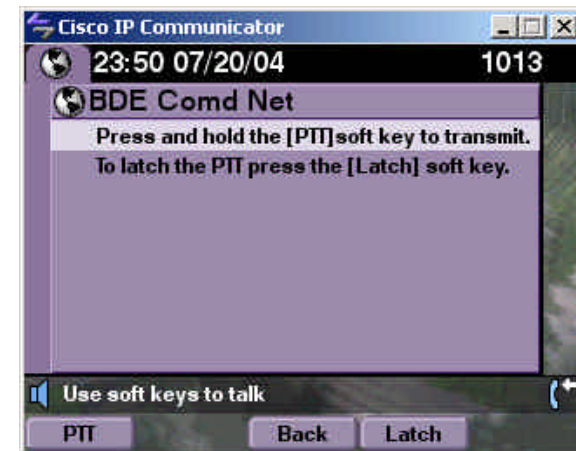 Cisco IP Communicator
23:50 07/20/04 1013
BDE Comd Net
Press and hold the [PTT]soft key to transmit.
To latch the PTT press the [Latch] soft key.
Use soft keys to talk
PTT Back Latch